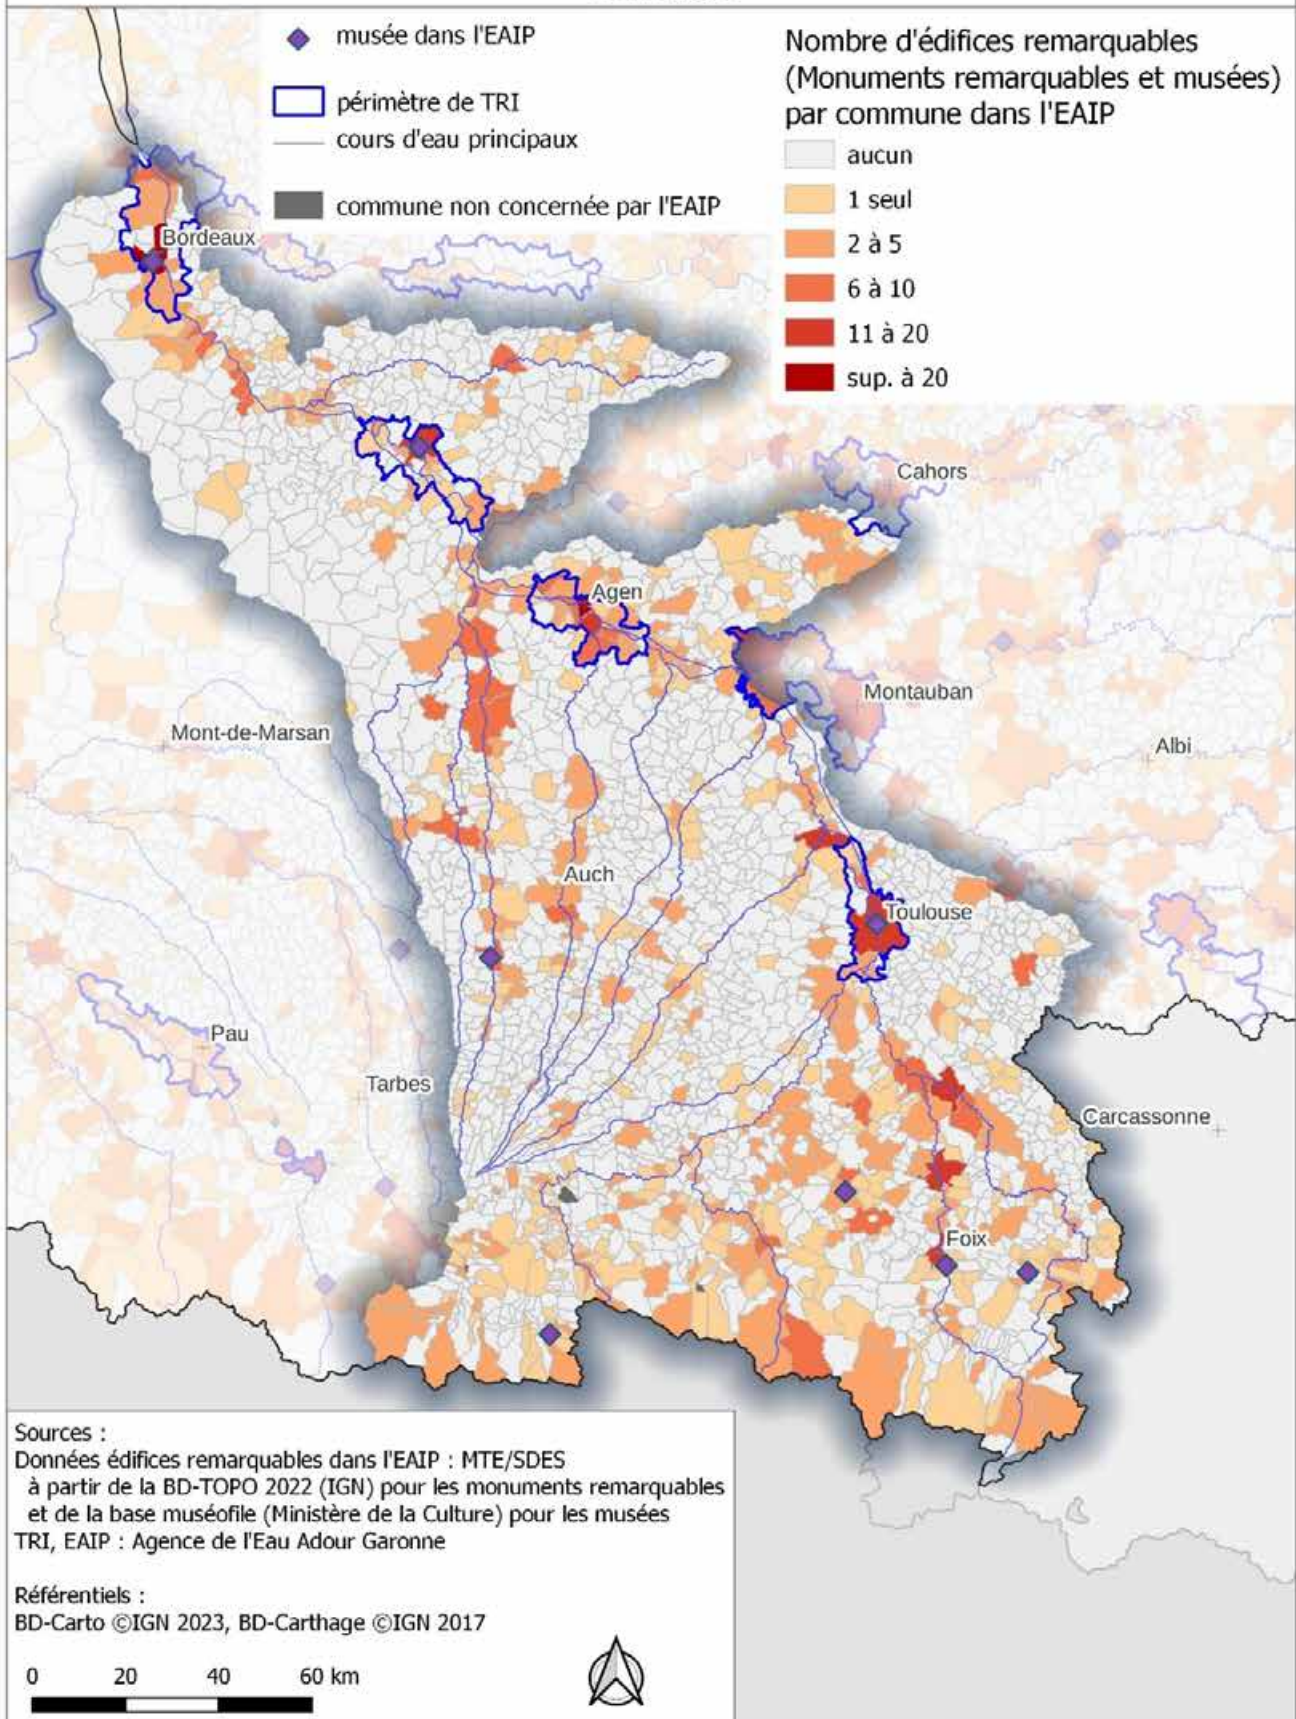 musée dans l'EAIP
périmètre de TRI
cours d'eau principaux
commune non concernée par l'EAIP
Nombre d'édifices remarquables
(Monuments remarquables et musées)
par commune dans l'EAIP
aucun
1 seul
2 à 5
6 à 10
11 à 20
sup. à 20
Bordeaux
Cahors
Agen
Montauban
Mont-de-Marsan
Albi
Auch
Toulouse
Pau
Tarbes
Carcassonne
Foix
Sources :
Données édifices remarquables dans l'EAIP : MTE/SDES
à partir de la BD-TOPO 2022 (IGN) pour les monuments remarquables
et de la base muséofile (Ministère de la Culture) pour les musées
TRI, EAIP : Agence de l'Eau Adour Garonne
Référentiels :
BD-Carto ©IGN 2023, BD-Carthage ©IGN 2017
0 20 40 60 km